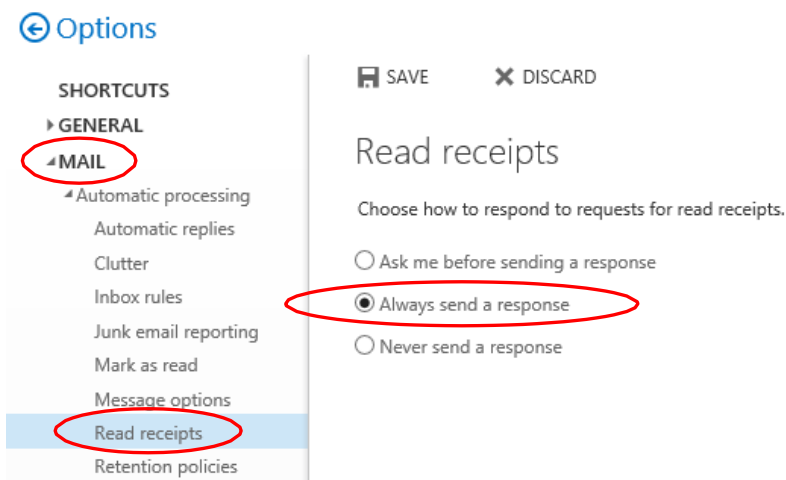 Options
SHORTCUTS
GENERAL
MAIL
Automatic processing
Automatic replies
Clutter
Inbox rules
Junk email reporting
Mark as read
Message options
Read receipts
Retention policies
SAVE DISCARD
Read receipts
Choose how to respond to requests for read receipts.
Ask me before sending a response
Always send a response
Never send a response